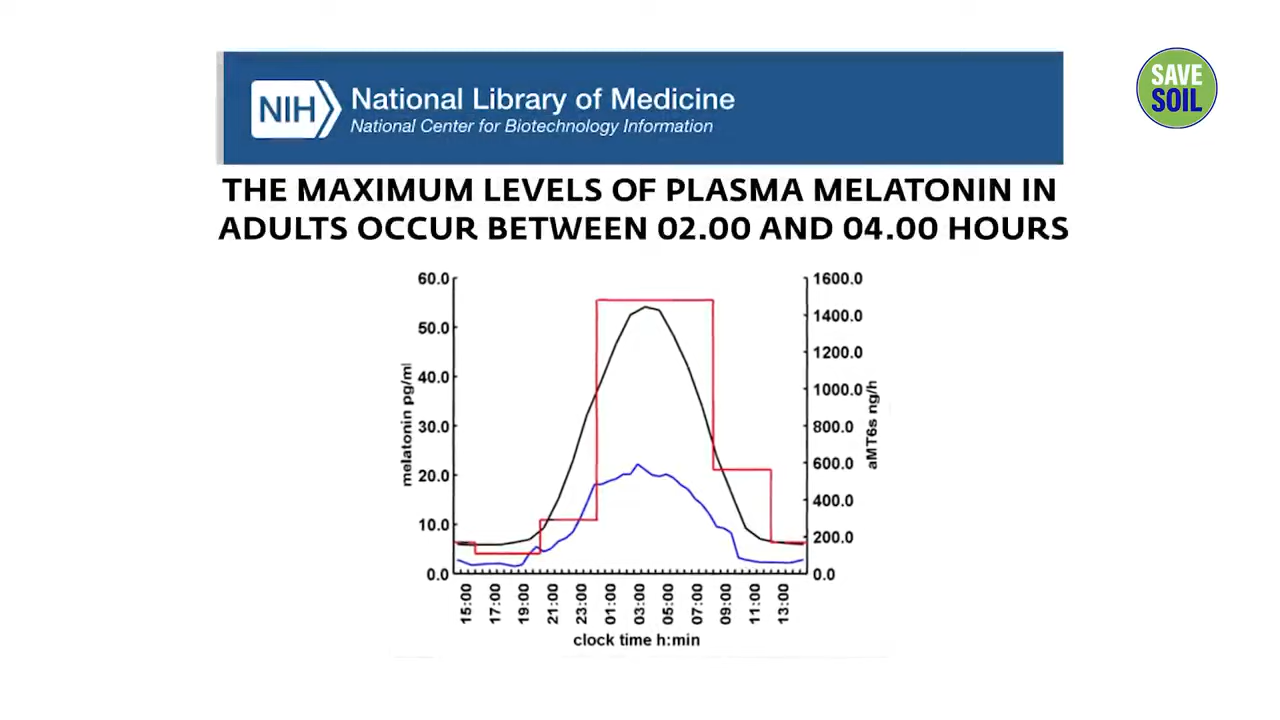 NIH
National Library of Medicine
National Center for Biotechnology Information
SAVE
SOIL
THE MAXIMUM LEVELS OF PLASMA MELATONIN IN
ADULTS OCCUR BETWEEN 02.00 AND 04.00 HOURS
60.0
50.0
40.0
30.0
20.0
10.0
0.0
melatonin pg/ml
1600.0
1400.0
1200.0
1000.0
800.0
600.0
400.0
200.0
0.0
aMT6s ng/h
15:00 17:00 19:00 21:00 23:00 01:00 03:00 05:00 07:00 09:00 11:00 13:00
clock time h:min